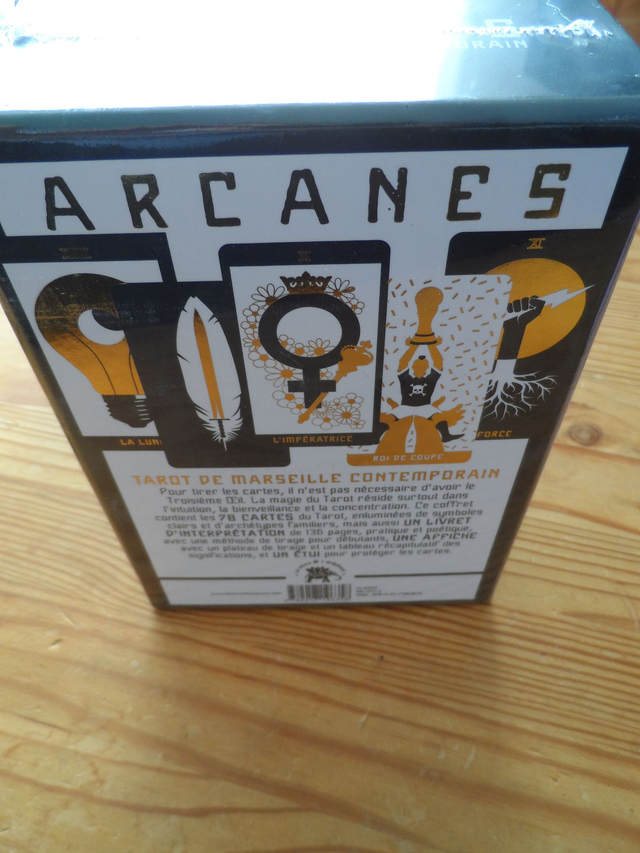 ORAIN
ARCANES
III
XI
LA LUN
L'IMPÉRATRICE
ROI DE COUPE
FORCE
TAROT DE MARSEILLE CONTEMPORAIN
Pour tirer les cartes, il n'est pas nécessaire d'avoir le
Troisième Œil. La magie du Tarot réside surtout dans
l'intuition, la bienveillance et la concentration. Ce coffret
contient les 78 CARTES du Tarot, enluminées de symboles
clairs et d'archétypes familiers, mais aussi UN LIVRET
D'INTERPRÉTATION de 136 pages, pratique et poétique,
avec une méthode de tirage pour débutants, UNE AFFICHE
avec un plateau de tirage et un tableau récapitulatif des
significations, et UN ÉTUI pour protéger les cartes.